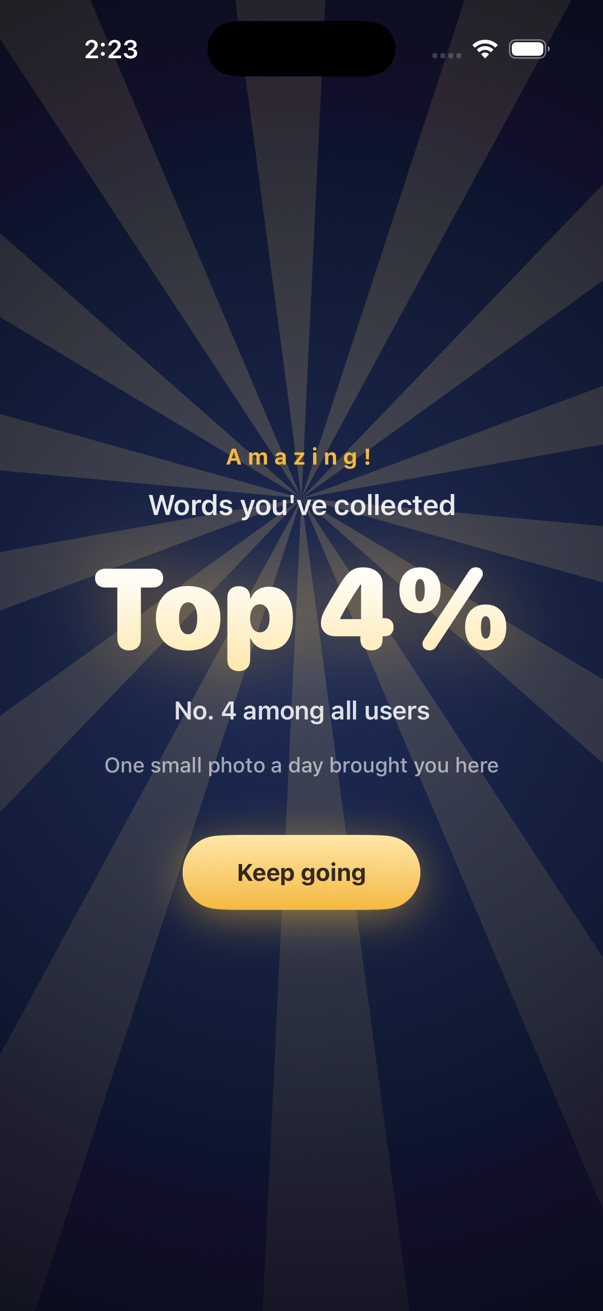 2:23
Amazing!
Words you've collected
Top 4%
No. 4 among all users
One small photo a day brought you here
Keep going